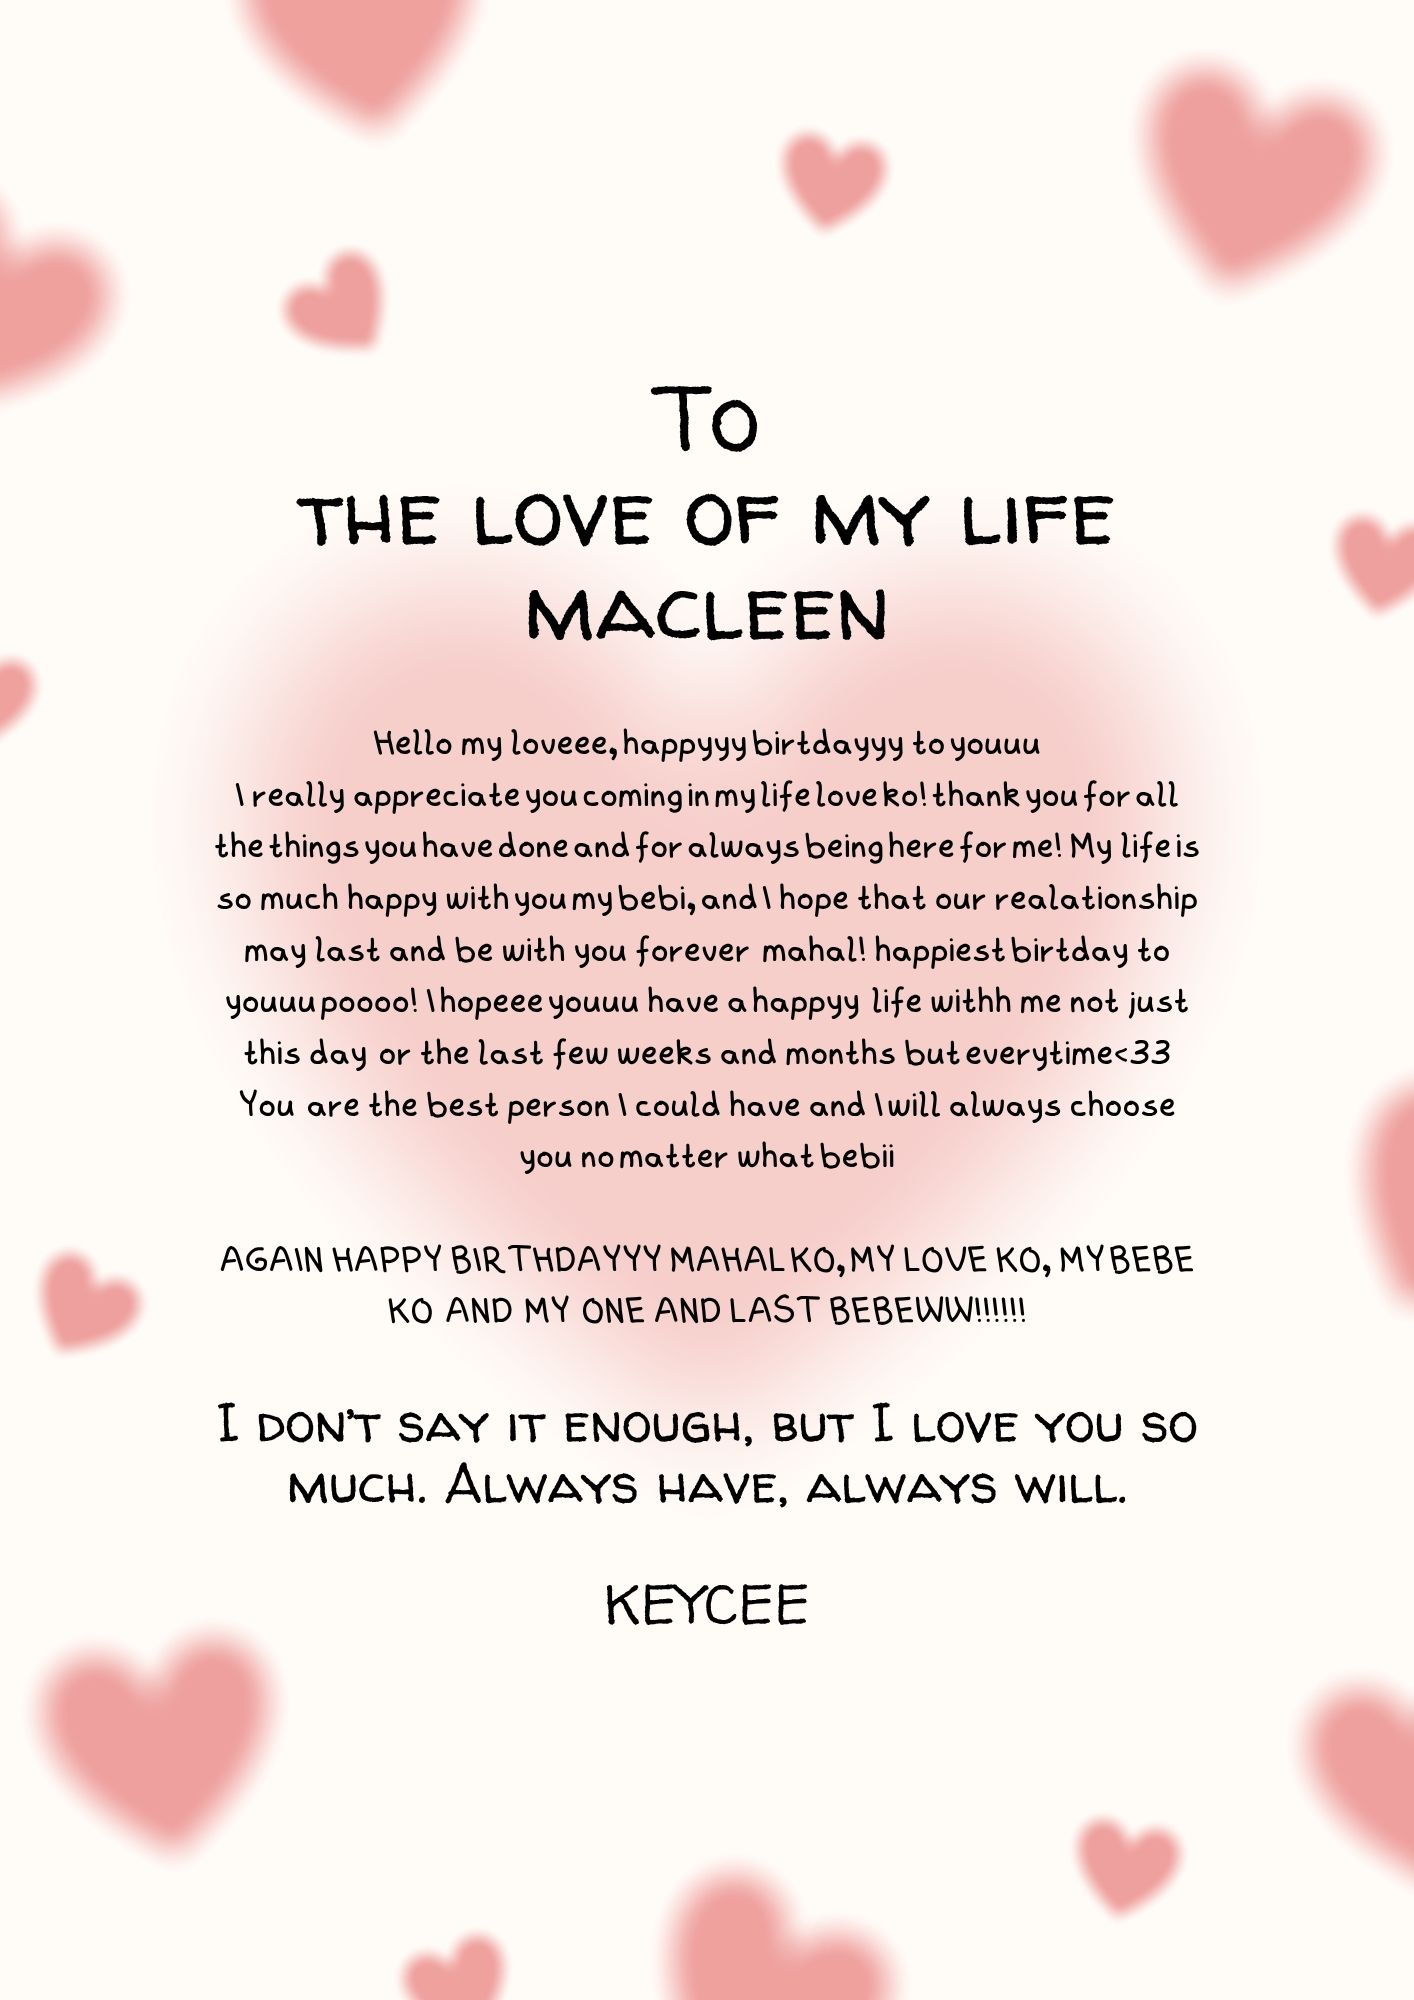 To
THE LOVE OF MY LIFE
MACLEEN
Hello my loveee, happyyy birtdayyy to youuu
I really appreciate you coming in my life love ko! thank you for all
the things you have done and for always being here for me! My life is
so much happy with you my bebi, and I hope that our realationship
may last and be with you forever mahal! happiest birtday to
youuu poooo! I hopeee youuu have a happyy life withh me not just
this day or the last few weeks and months but everytime<33
You are the best person I could have and I will always choose
you no matter what bebii
AGAIN HAPPY BIRTHDAYYY MAHAL KO, MY LOVE KO, MY BEBE
KO AND MY ONE AND LAST BEBEWW!!!!!!
I DON'T SAY IT ENOUGH, BUT I LOVE YOU SO
MUCH. ALWAYS HAVE, ALWAYS WILL.
KEYCEE